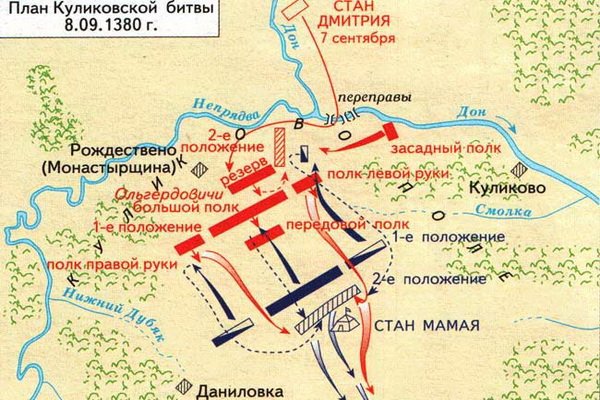 План Куликовской битвы
8.09.1380 г.
СТАН
ДМИТРИЯ
7 сентября
Дон
Непрядва
переправы
Дон
2-е
положение
Рождествено
(Монастырщина)
резерв
засадный полк
полк левой руки
Куликово
Ольгердовичи
большой полк
Смолка
1-е положение
передовой полк
1-е положение
полк правой руки
2-е положение
КУЛИКОВО ПОЛЕ
Нижний Дубяк
СТАН МАМАЯ
Даниловка